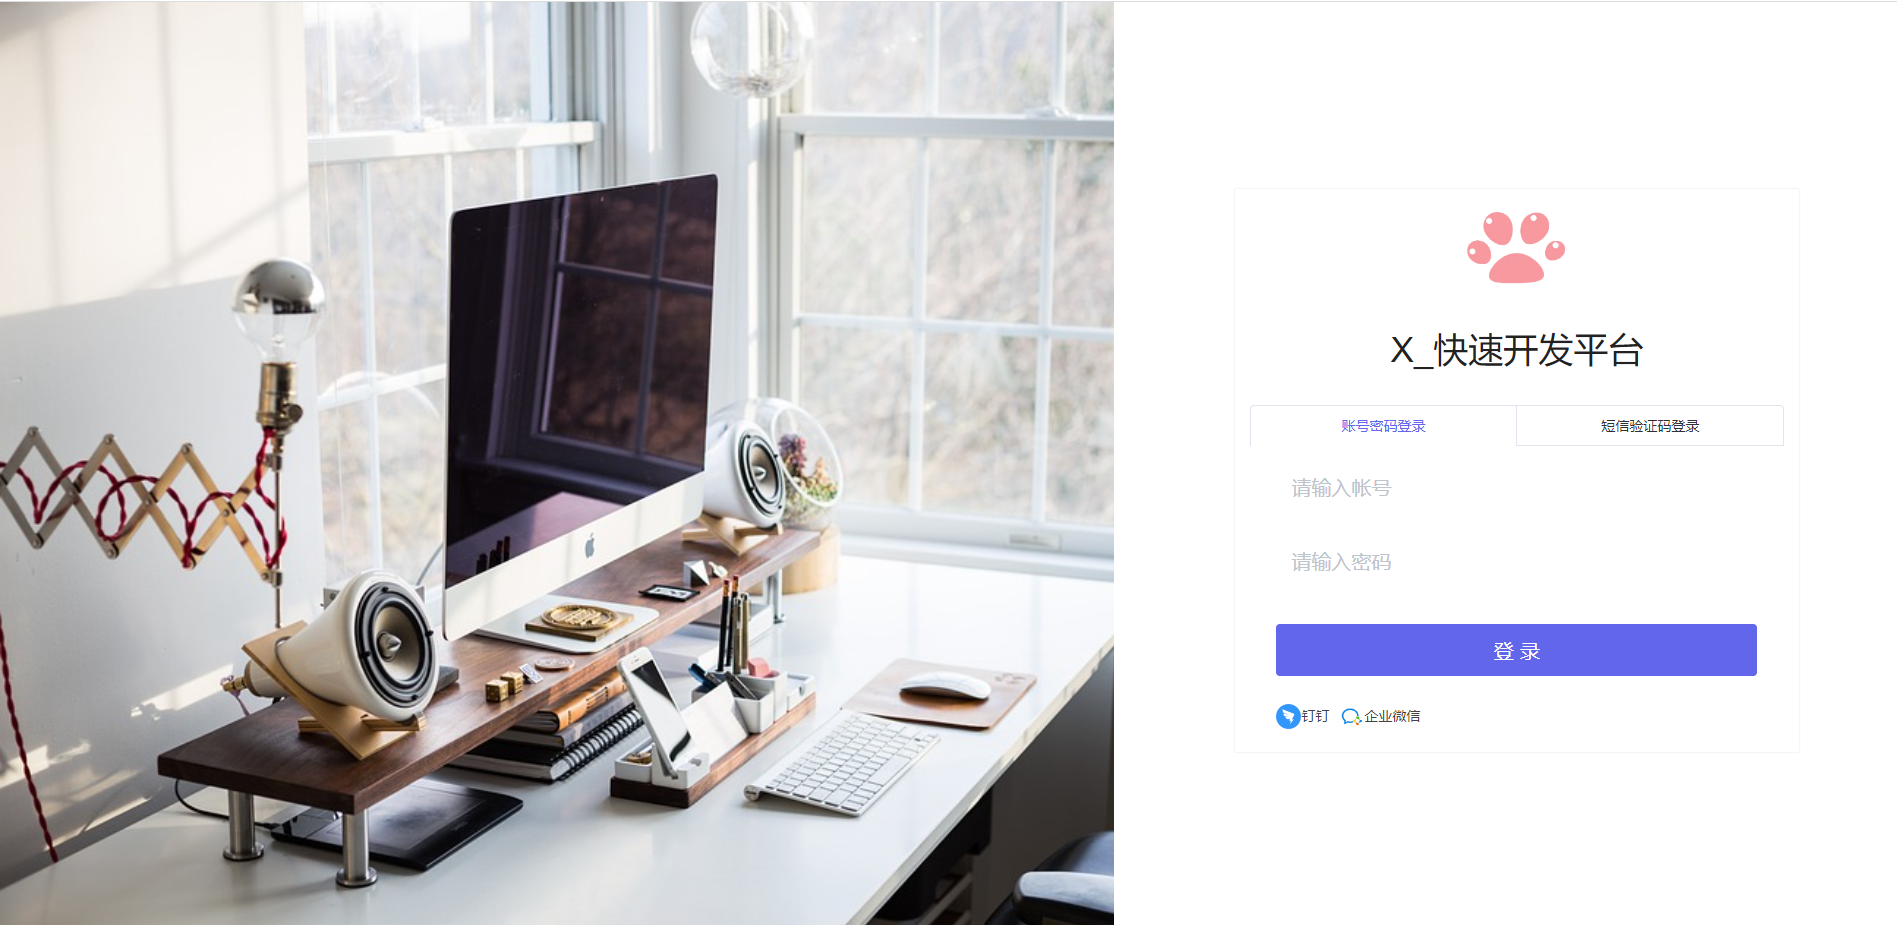 X_快速开发平台
账号密码登录 短信验证码登录
请输入帐号
请输入密码
登 录
钉钉 企业微信